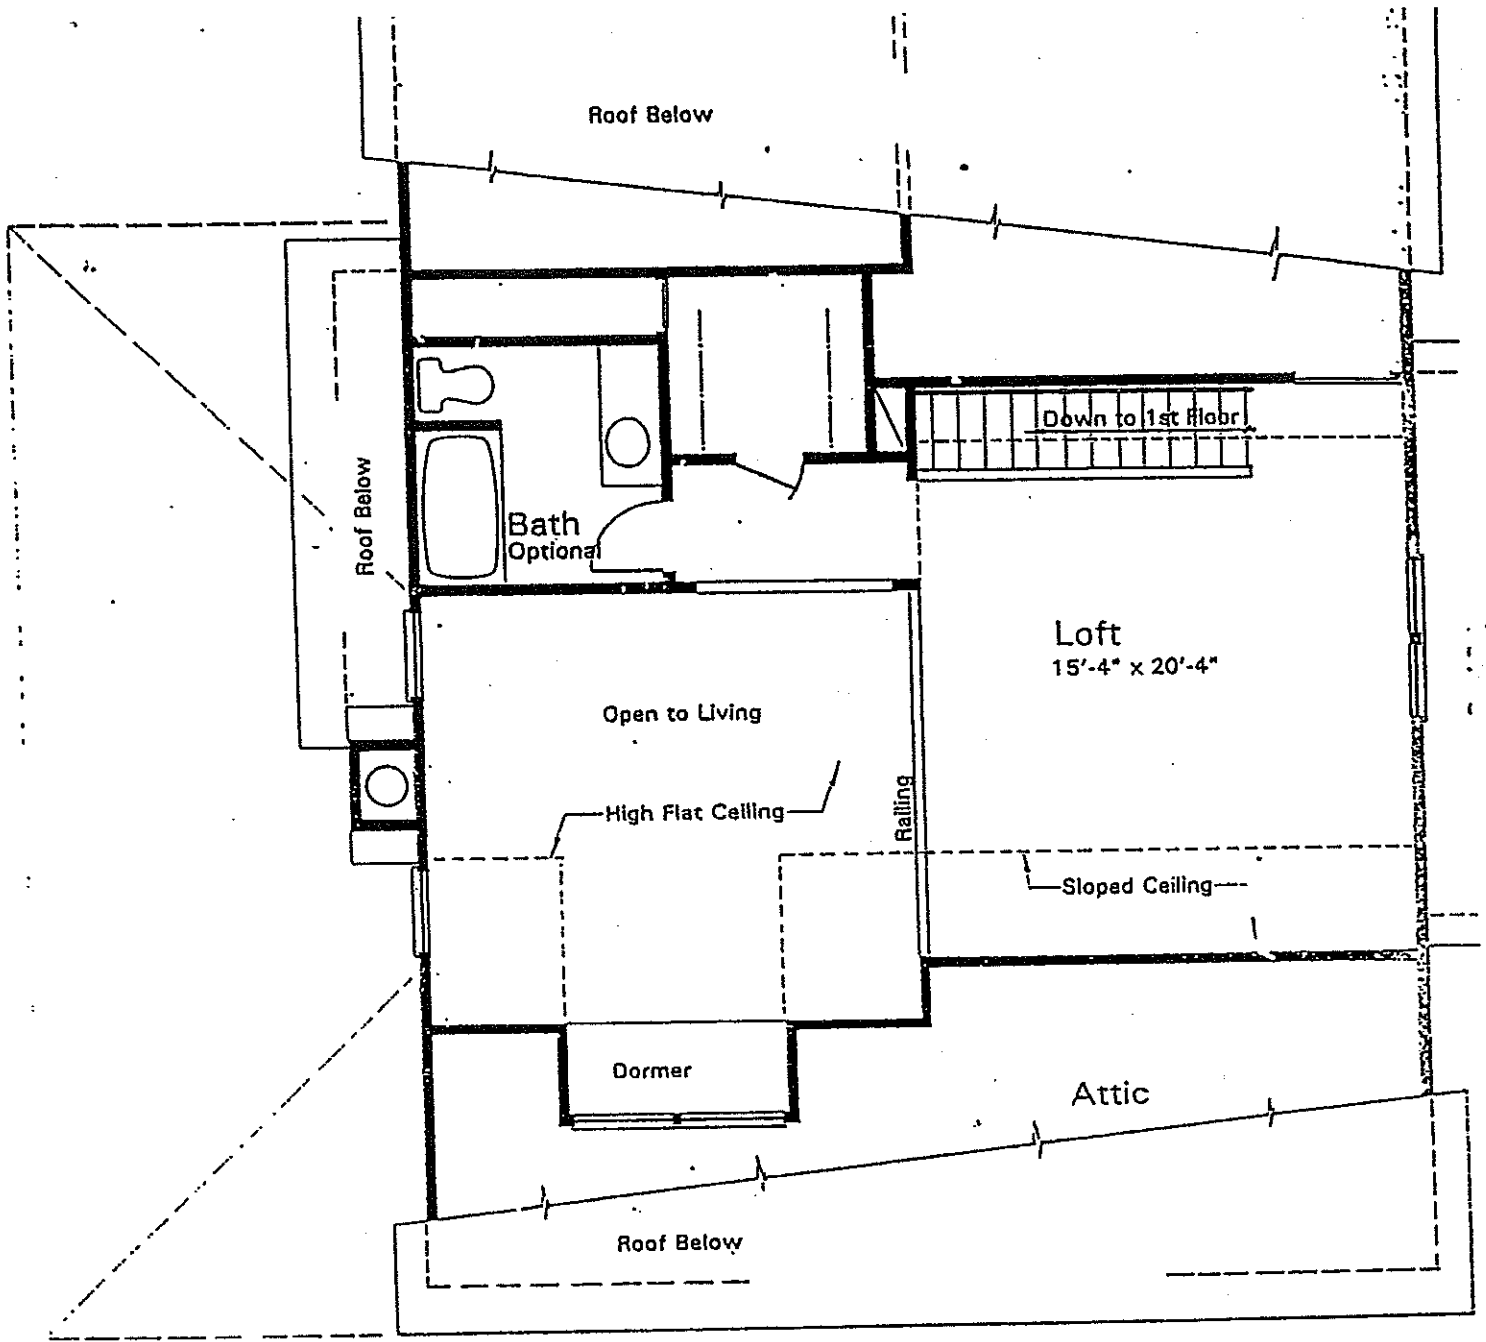 Roof Below
Down to 1st Floor
Roof Below
Bath
Optional
Loft
15'-4" x 20'-4"
Open to Living
High Flat Ceiling
Railing
Sloped Ceiling
Dormer
Attic
Roof Below